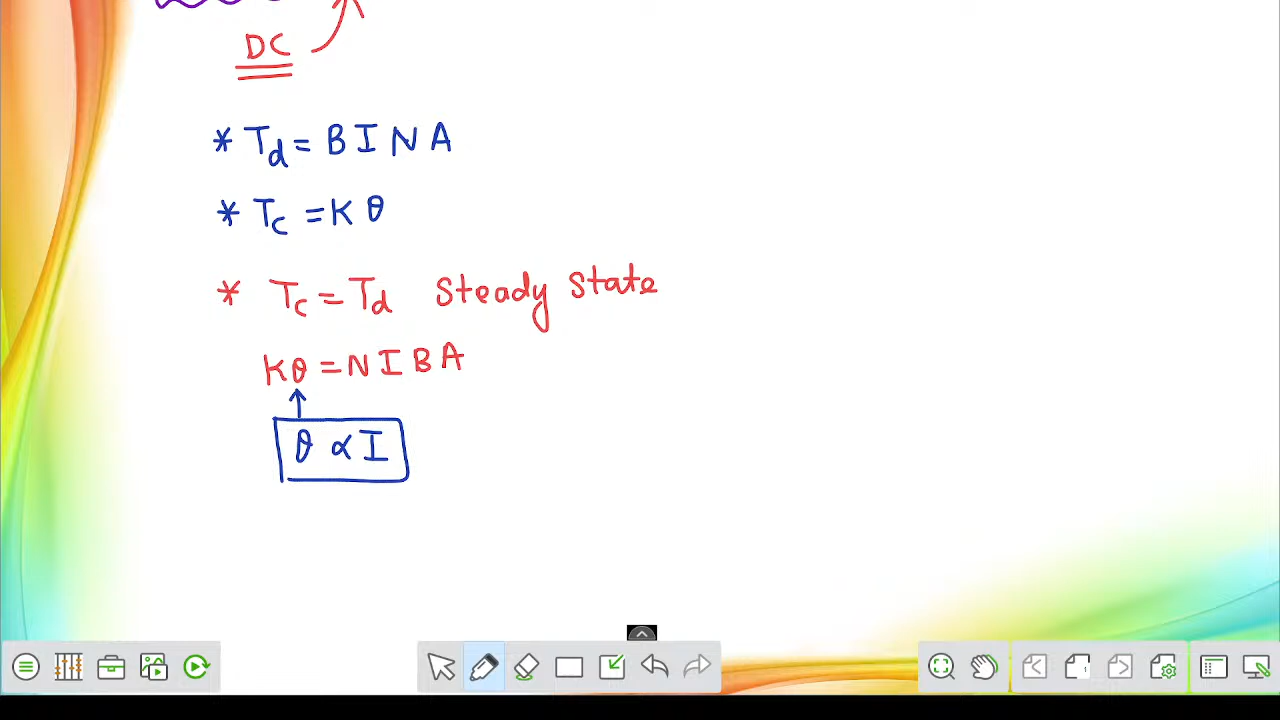 DC
* Td = B I N A
* Tc = K θ
* Tc = Td Steady State
Kθ = N I B A
θ ∝ I